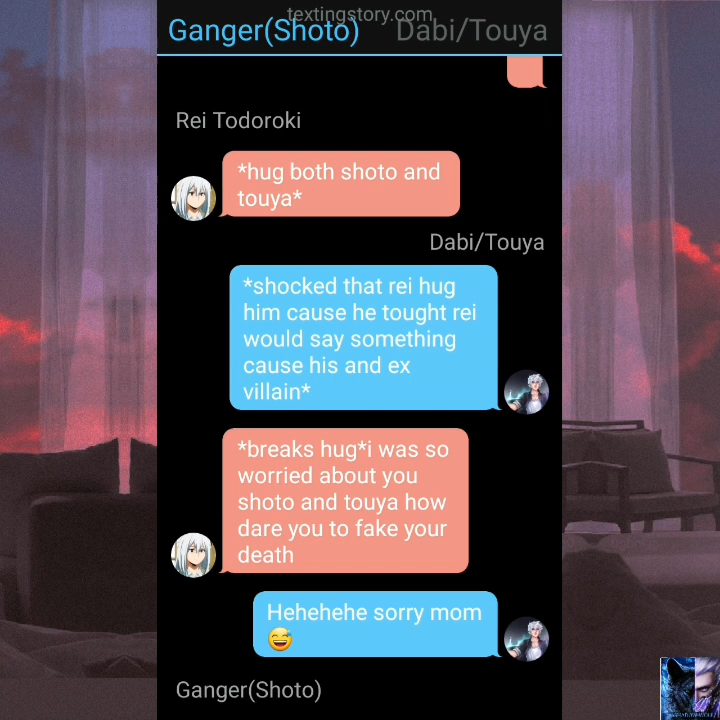 textingstory.com
Ganger(Shoto) Dabi/Touya
Rei Todoroki
*hug both shoto and
touya*
Dabi/Touya
*shocked that rei hug
him cause he tought rei
would say something
cause his and ex
villain*
*breaks hug*i was so
worried about you
shoto and touya how
dare you to fake your
death
Hehehehe sorry mom
😅
Ganger(Shoto)